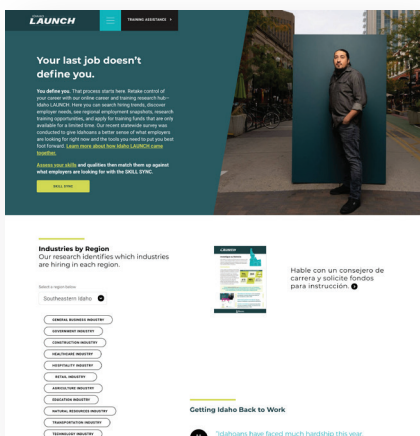 LAUNCH
TRAINING ASSISTANCE
Your last job doesn't
define you.
You define you. That process starts here. Retake control of
your career with our online career and training research hub—
Idaho LAUNCH. Here you can search hiring trends, discover
employer needs, see regional employment snapshots, research
training opportunities, and apply for training funds that are only
available for a limited time. Our recent statewide survey was
conducted to give Idahoans a better sense of what employers
are looking for right now and the tools you need to put you best
foot forward. Learn more about how Idaho LAUNCH came
together.
Assess your skills and qualities then match them up against
what employers are looking for with the SKILL SYNC.
SKILL SYNC
Industries by Region
Our research identifies which industries
are hiring in each region.
Select a region below.
Southeastern Idaho
GENERAL BUSINESS INDUSTRY
GOVERNMENT INDUSTRY
CONSTRUCTION INDUSTRY
HEALTHCARE INDUSTRY
HOSPITALITY INDUSTRY
RETAIL INDUSTRY
AGRICULTURE INDUSTRY
EDUCATION INDUSTRY
NATURAL RESOURCES INDUSTRY
TRANSPORTATION INDUSTRY
TECHNOLOGY INDUSTRY
LAUNCH
Hable con un consejero de
carrera y solicite fondos
para instrucción.
Getting Idaho Back to Work
"Idahoans have faced much hardship this year